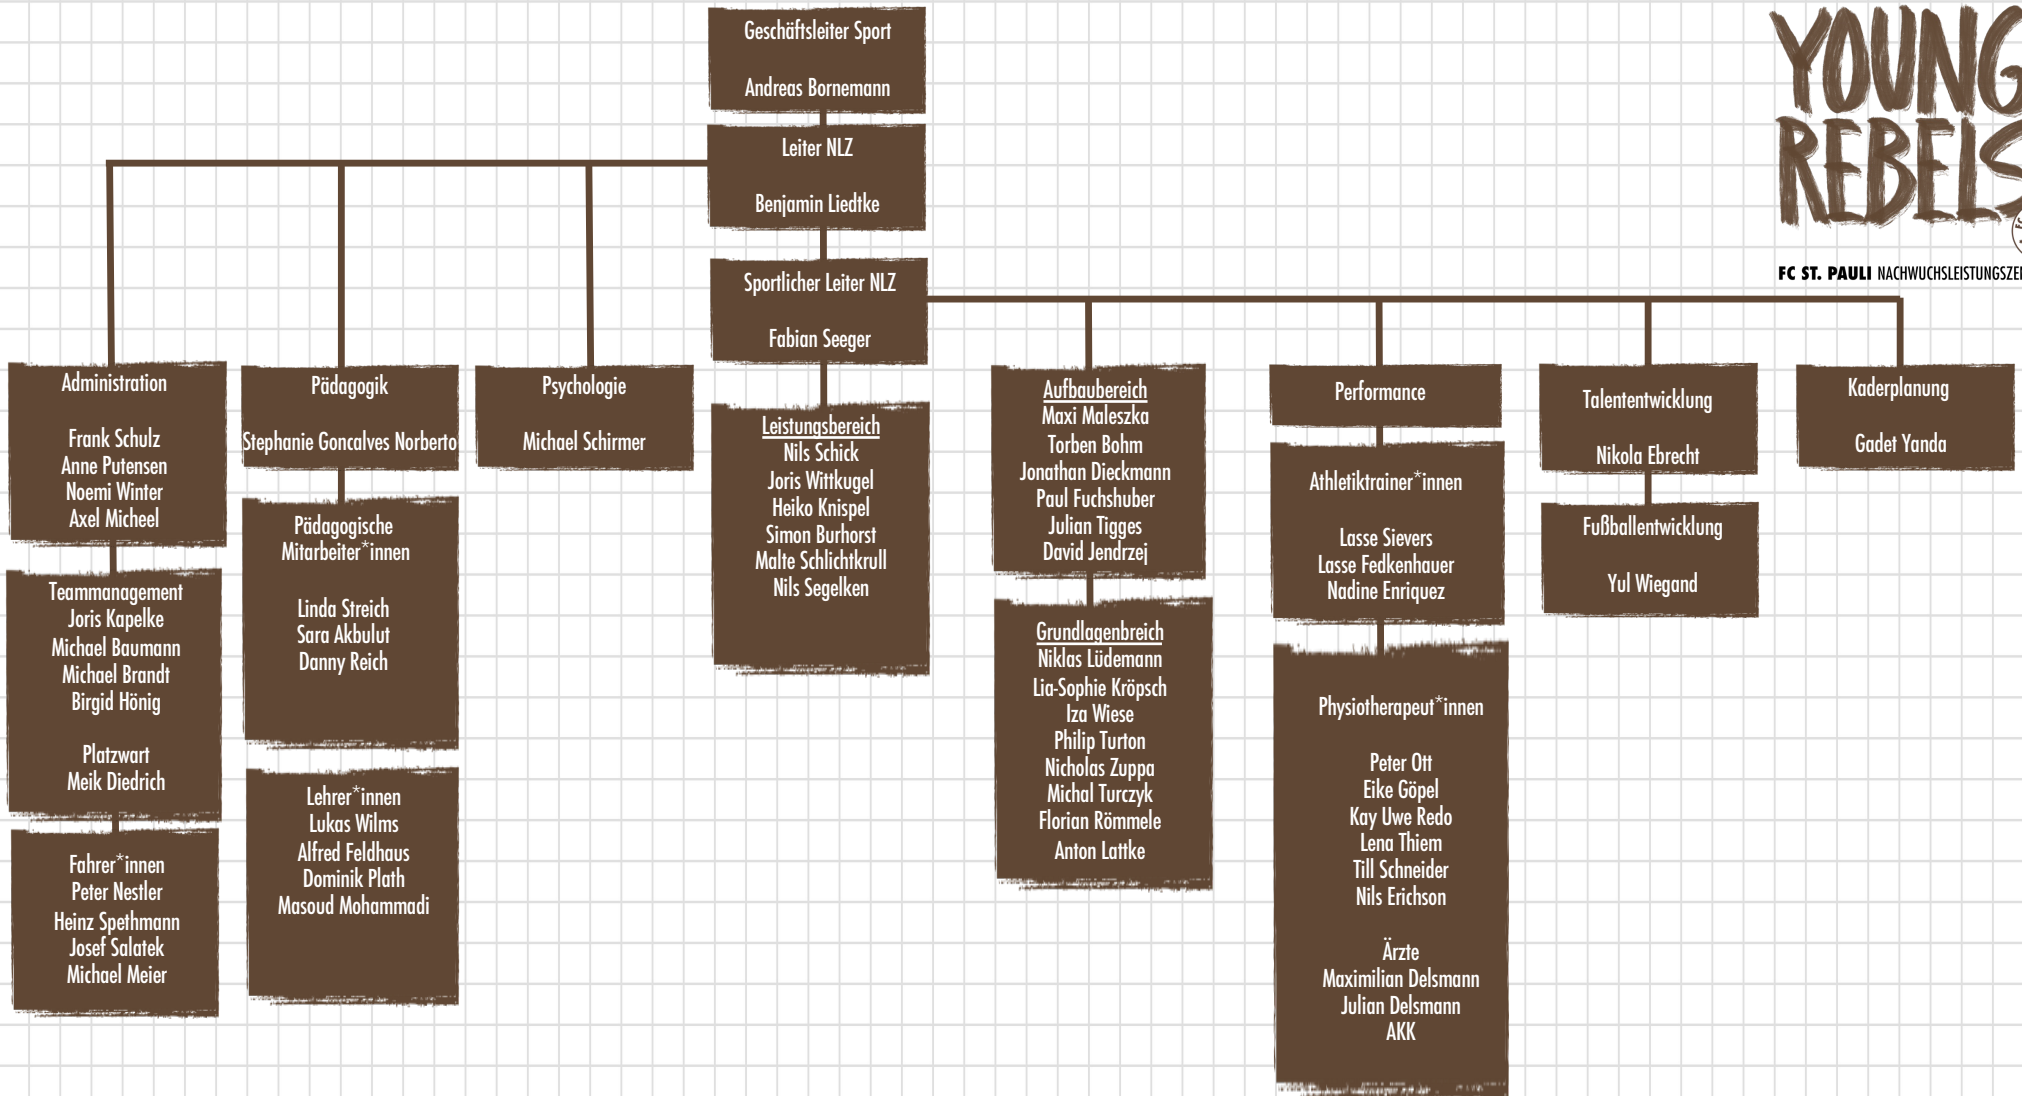 Geschäftsleiter Sport
Andreas Bornemann
Leiter NLZ
Benjamin Liedtke
Sportlicher Leiter NLZ
Fabian Seeger
YOUNG
REBELS
FC ST. PAULI
Administration
Frank Schulz
Anne Putensen
Noemi Winter
Axel Micheel
Teammanagement
Joris Kapelke
Michael Baumann
Michael Brandt
Birgid Hönig
Platzwart
Meik Diedrich
Fahrer*innen
Peter Nestler
Heinz Spethmann
Josef Salatek
Michael Meier
Pädagogik
Stephanie Goncalves Norberto
Pädagogische
Mitarbeiter*innen
Linda Streich
Sara Akbulut
Danny Reich
Lehrer*innen
Lukas Wilms
Alfred Feldhaus
Dominik Plath
Masoud Mohammadi
Psychologie
Michael Schirmer
Leistungsbereich
Nils Schick
Joris Wittkugel
Heiko Knispel
Simon Burhorst
Malte Schlichtkrull
Nils Segelken
Aufbaubereich
Maxi Maleszka
Torben Bohm
Jonathan Dieckmann
Paul Fuchshuber
Julian Tigges
David Jendrzej
Grundlagenbreich
Niklas Lüdemann
Lia-Sophie Kröpsch
Iza Wiese
Philip Turton
Nicholas Zuppa
Michal Turczyk
Florian Römmele
Anton Lattke
Performance
Athletiktrainer*innen
Lasse Sievers
Lasse Fedkenhauer
Nadine Enriquez
Physiotherapeut*innen
Peter Ott
Eike Göpel
Kay Uwe Redo
Lena Thiem
Till Schneider
Nils Erichson
Ärzte
Maximilian Delsmann
Julian Delsmann
AKK
Talententwicklung
Nikola Ebrecht
Fußballentwicklung
Yul Wiegand
Kaderplanung
Gadet Yanda